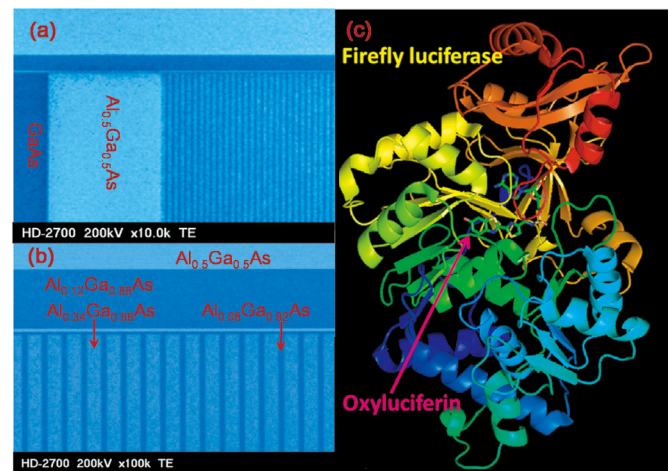 (a)
GaAs
Al0.5Ga0.5As
HD-2700 200kV x10.0k TE
(b)
Al0.5Ga0.5As
Al0.12Ga0.88As
Al0.34Ga0.66As
Al0.08Ga0.92As
HD-2700 200kV x100k TE
(c)
Firefly luciferase
Oxyluciferin